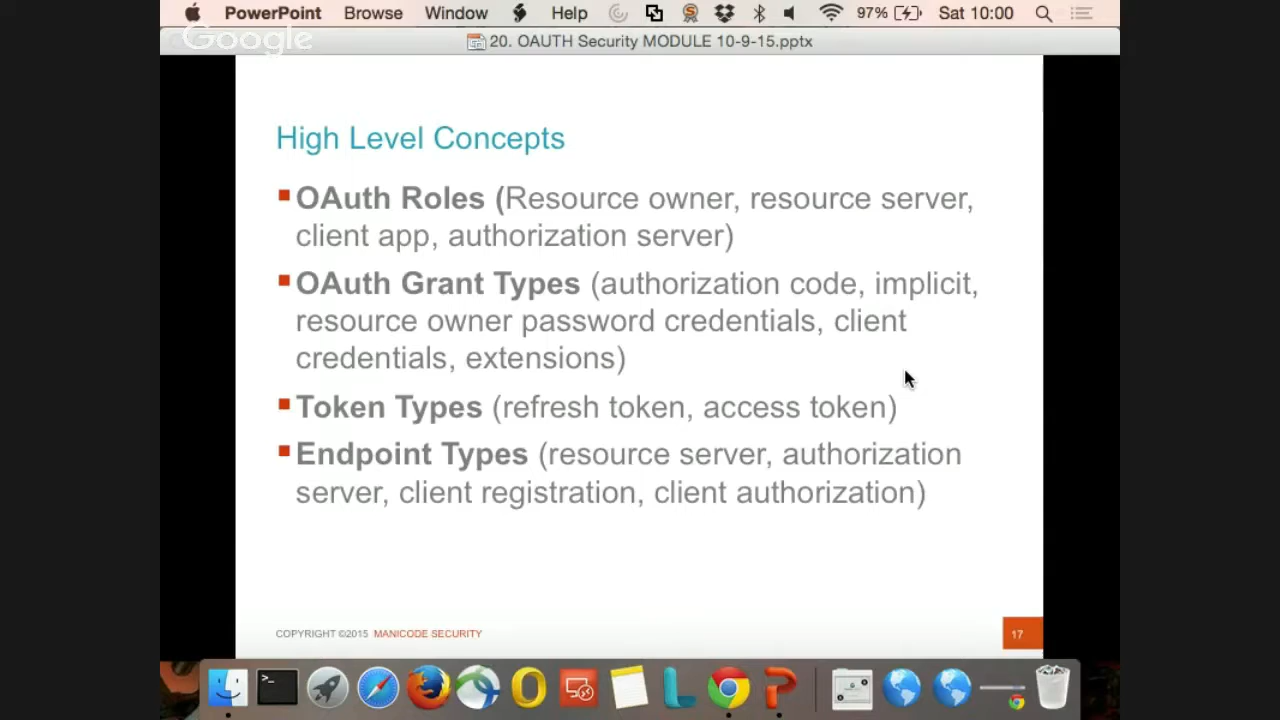 PowerPoint Browse Window Help 97% Sat 10:00
Google
20. OAUTH Security MODULE 10-9-15.pptx
High Level Concepts
OAuth Roles (Resource owner, resource server,
client app, authorization server)
OAuth Grant Types (authorization code, implicit,
resource owner password credentials, client
credentials, extensions)
Token Types (refresh token, access token)
Endpoint Types (resource server, authorization
server, client registration, client authorization)
COPYRIGHT ©2015 MANICODE SECURITY
17